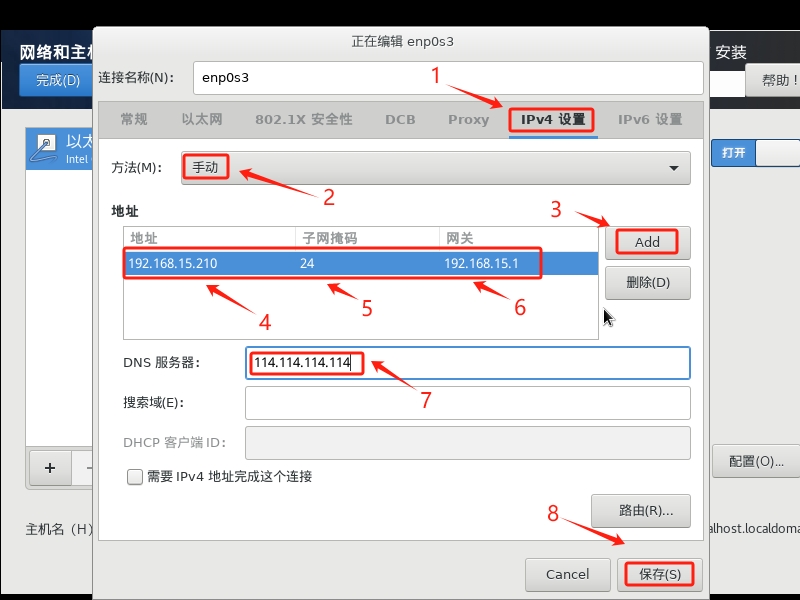 正在编辑 enp0s3
网络和主机
安装
完成(D)
帮助！
连接名称(N)：
enp0s3
1
常规
以太网
802.1X 安全性
DCB
Proxy
IPv4 设置
IPv6 设置
以太
Intel
打开
方法(M)：
手动
2
地址
3
地址
子网掩码
网关
Add
192.168.15.210
24
192.168.15.1
删除(D)
4
5
6
DNS 服务器：
114.114.114.114
7
搜索域(E)：
DHCP 客户端 ID：
+
−
配置(O)...
需要 IPv4 地址完成这个连接
路由(R)...
8
主机名（H）
alhost.localdoma
Cancel
保存(S)